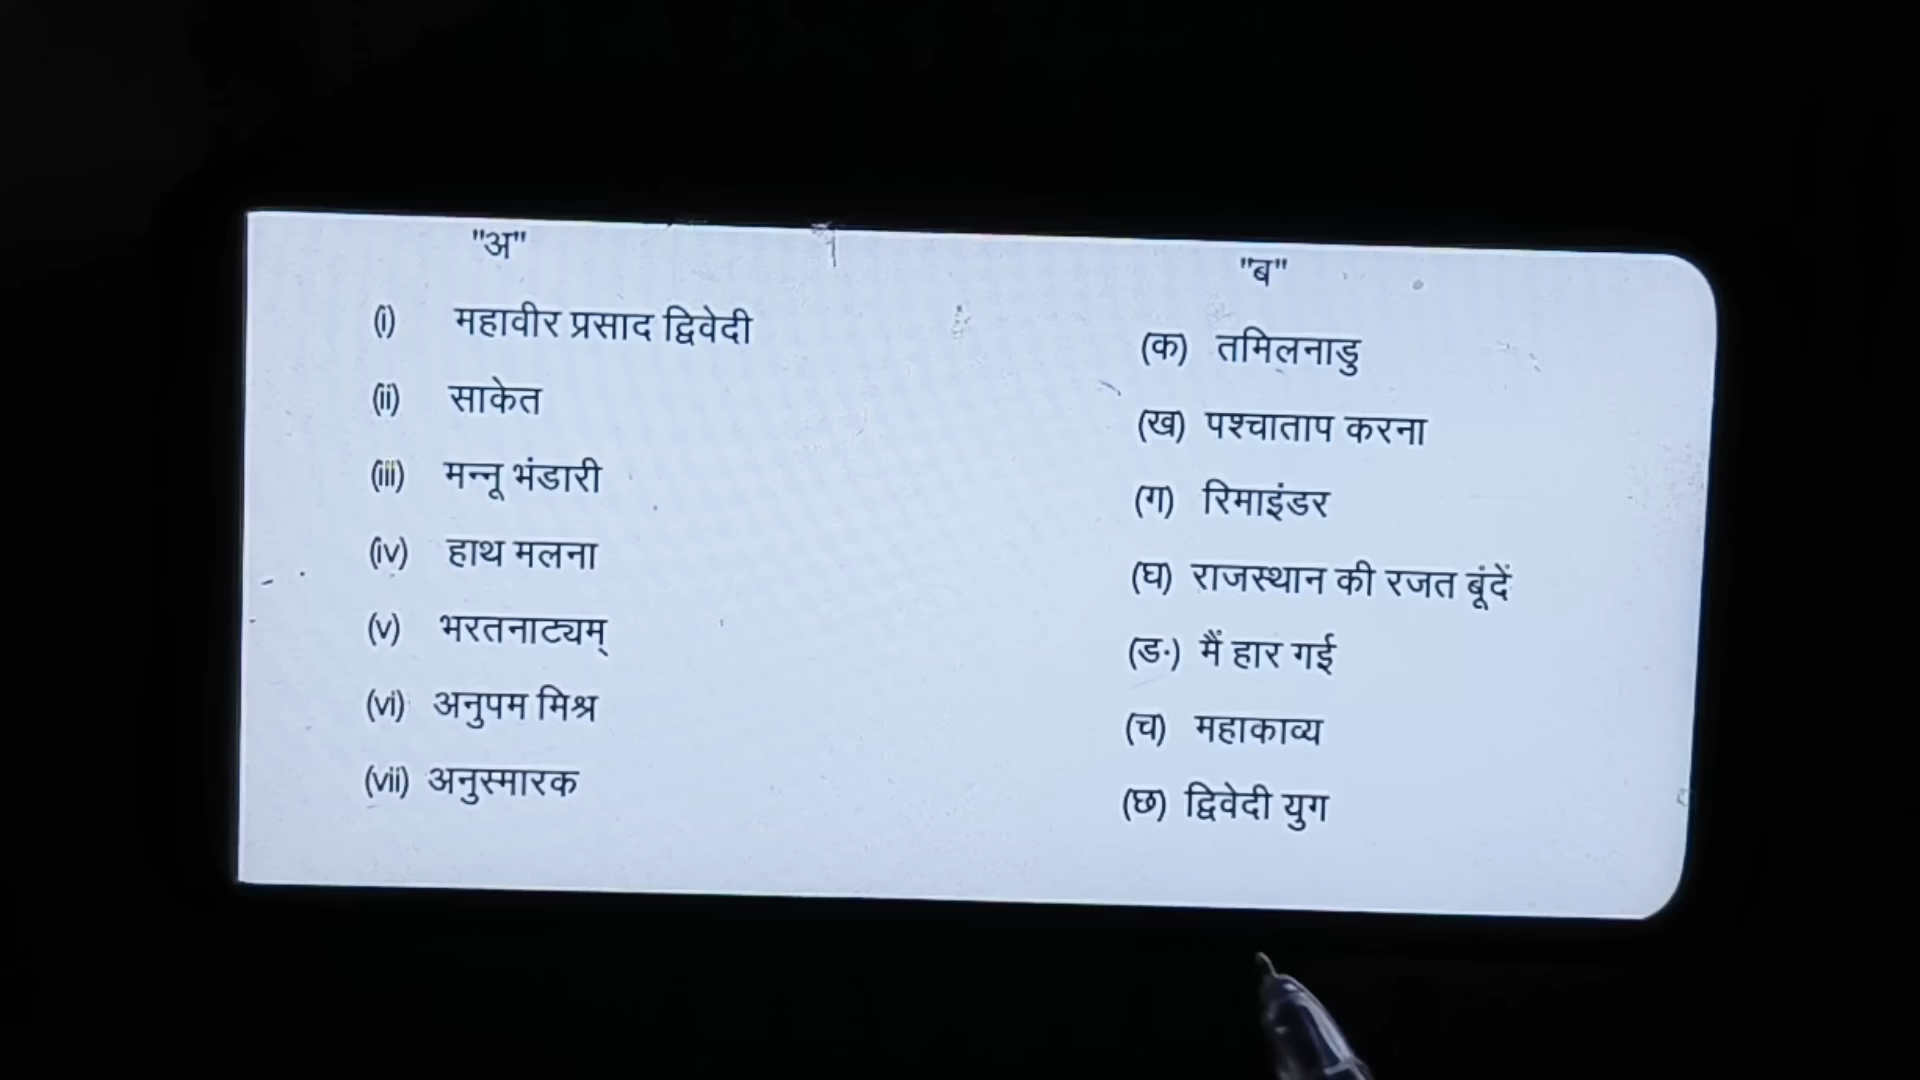 "अ" "ब"
(i) महावीर प्रसाद द्विवेदी (क) तमिलनाडु
(ii) साकेत (ख) पश्चाताप करना
(iii) मन्नू भंडारी (ग) रिमाइंडर
(iv) हाथ मलना (घ) राजस्थान की रजत बूंदें
(v) भरतनाट्यम् (ड·) मैं हार गई
(vi) अनुपम मिश्र (च) महाकाव्य
(vii) अनुस्मारक (छ) द्विवेदी युग